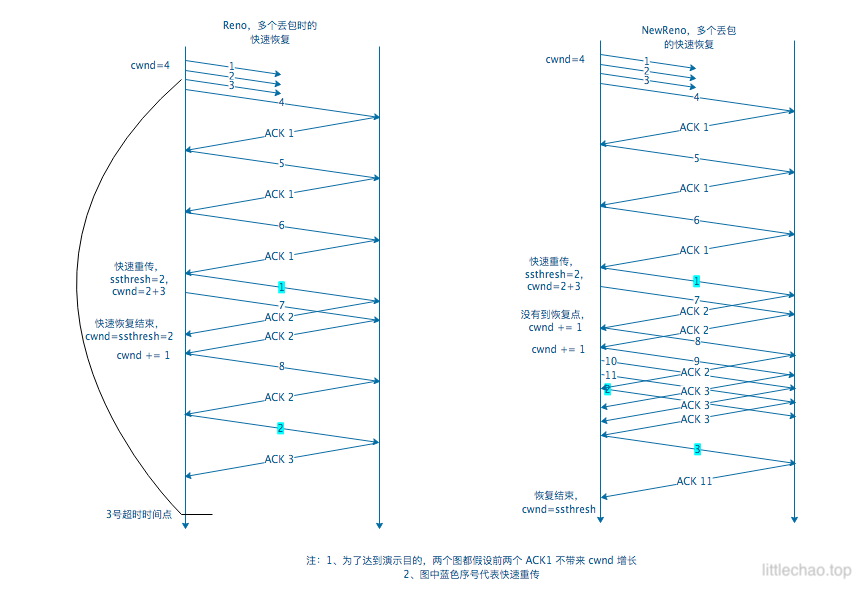 Reno，多个丢包时的
快速恢复
cwnd=4
1
2
3
4
ACK 1
5
ACK 1
6
ACK 1
快速重传，
ssthresh=2,
cwnd=2+3
1
7
ACK 2
快速恢复结束，
cwnd=ssthresh=2
ACK 2
cwnd += 1
8
ACK 2
2
ACK 3
3号超时时间点
NewReno，多个丢包
的快速恢复
cwnd=4
1
2
3
4
ACK 1
5
ACK 1
6
ACK 1
快速重传，
ssthresh=2,
cwnd=2+3
1
7
ACK 2
没有到恢复点，
cwnd += 1
ACK 2
8
cwnd += 1
9
10
ACK 2
11
2
ACK 3
ACK 3
ACK 3
3
ACK 11
恢复结束，
cwnd=ssthresh
注：1、为了达到演示目的，两个图都假设前两个 ACK1 不带来 cwnd 增长
2、图中蓝色序号代表快速重传
littlechao.top